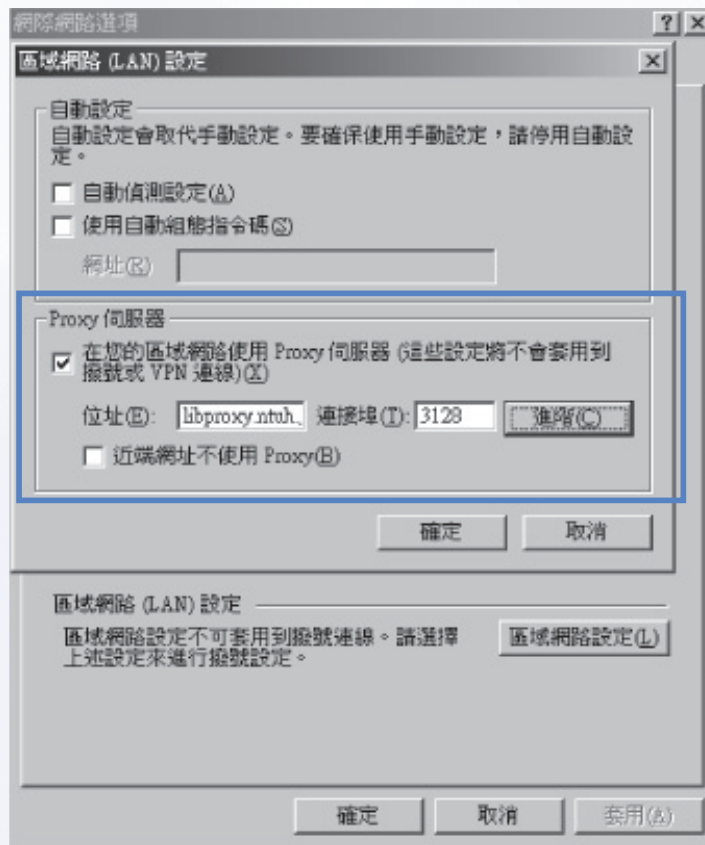 網際網路選項
區域網路 (LAN) 設定
自動設定
自動設定會取代手動設定。要確保使用手動設定，請停用自動設
定。
自動偵測設定(A)
使用自動組態指令碼(S)
網址(R)
Proxy 伺服器
在您的區域網路使用 Proxy 伺服器 (這些設定將不會套用到
撥號或 VPN 連線)(X)
位址(E): libproxy.ntuh. 連接埠(T): 3128 進階(C)
近端網址不使用 Proxy(B)
確定 取消
區域網路 (LAN) 設定
區域網路設定不可套用到撥號連線。請選擇 區域網路設定(L)
上述設定來進行撥號設定。
確定 取消 套用(A)